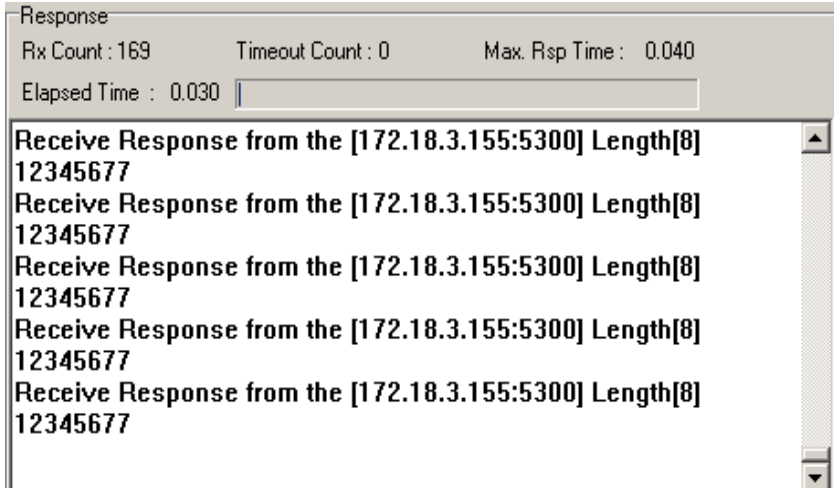 Response
Rx Count : 169 Timeout Count : 0 Max. Rsp Time : 0.040
Elapsed Time : 0.030
Receive Response from the [172.18.3.155:5300] Length[8]
12345677
Receive Response from the [172.18.3.155:5300] Length[8]
12345677
Receive Response from the [172.18.3.155:5300] Length[8]
12345677
Receive Response from the [172.18.3.155:5300] Length[8]
12345677
Receive Response from the [172.18.3.155:5300] Length[8]
12345677